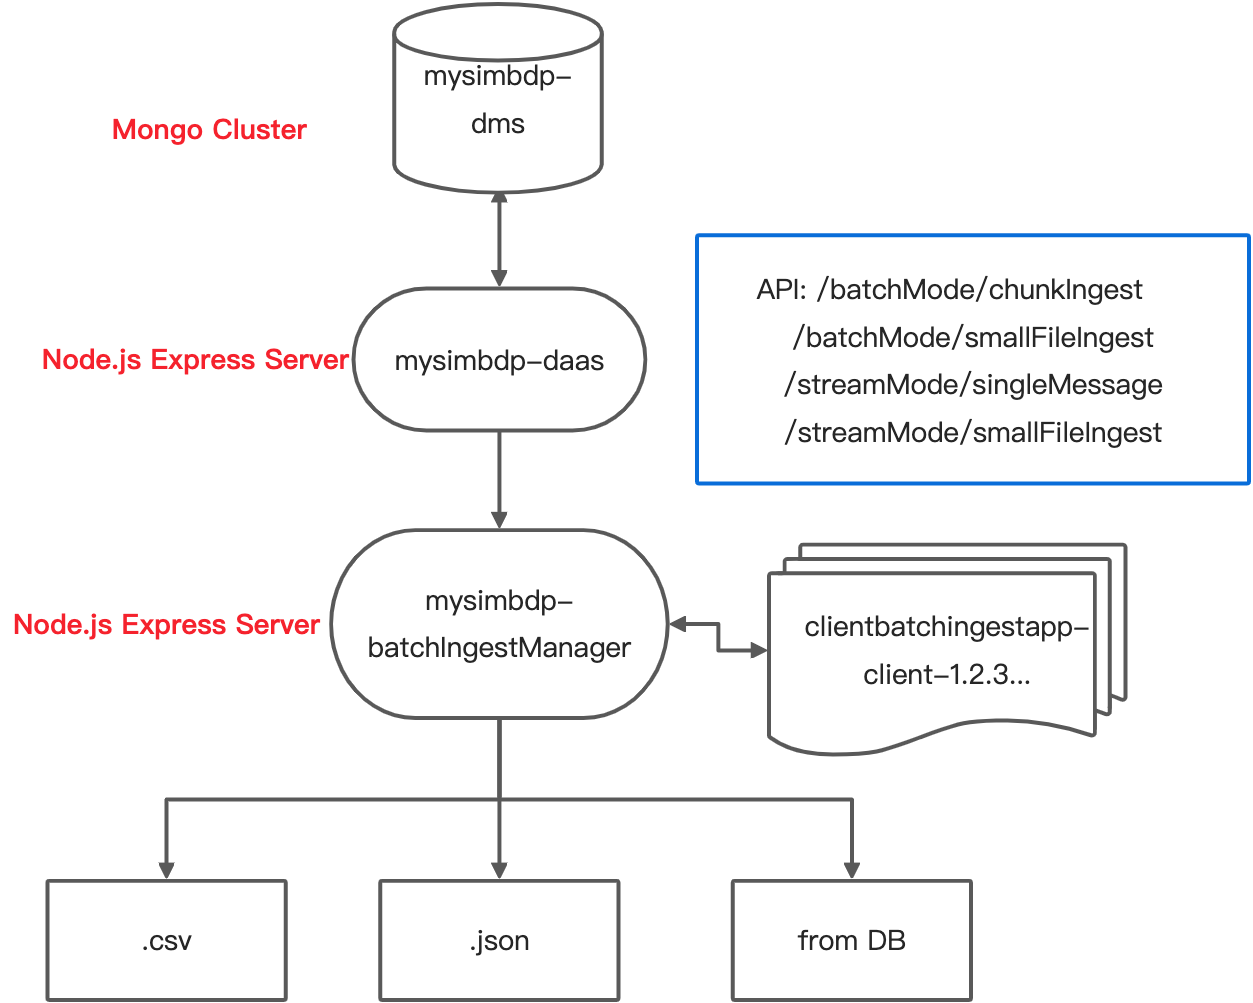 mysimbdp-
dms
Mongo Cluster
API: /batchMode/chunkIngest
/batchMode/smallFileIngest
/streamMode/singleMessage
/streamMode/smallFileIngest
Node.js Express Server
mysimbdp-daas
Node.js Express Server
mysimbdp-
batchIngestManager
clientbatchingestapp-
client-1.2.3...
.csv
.json
from DB